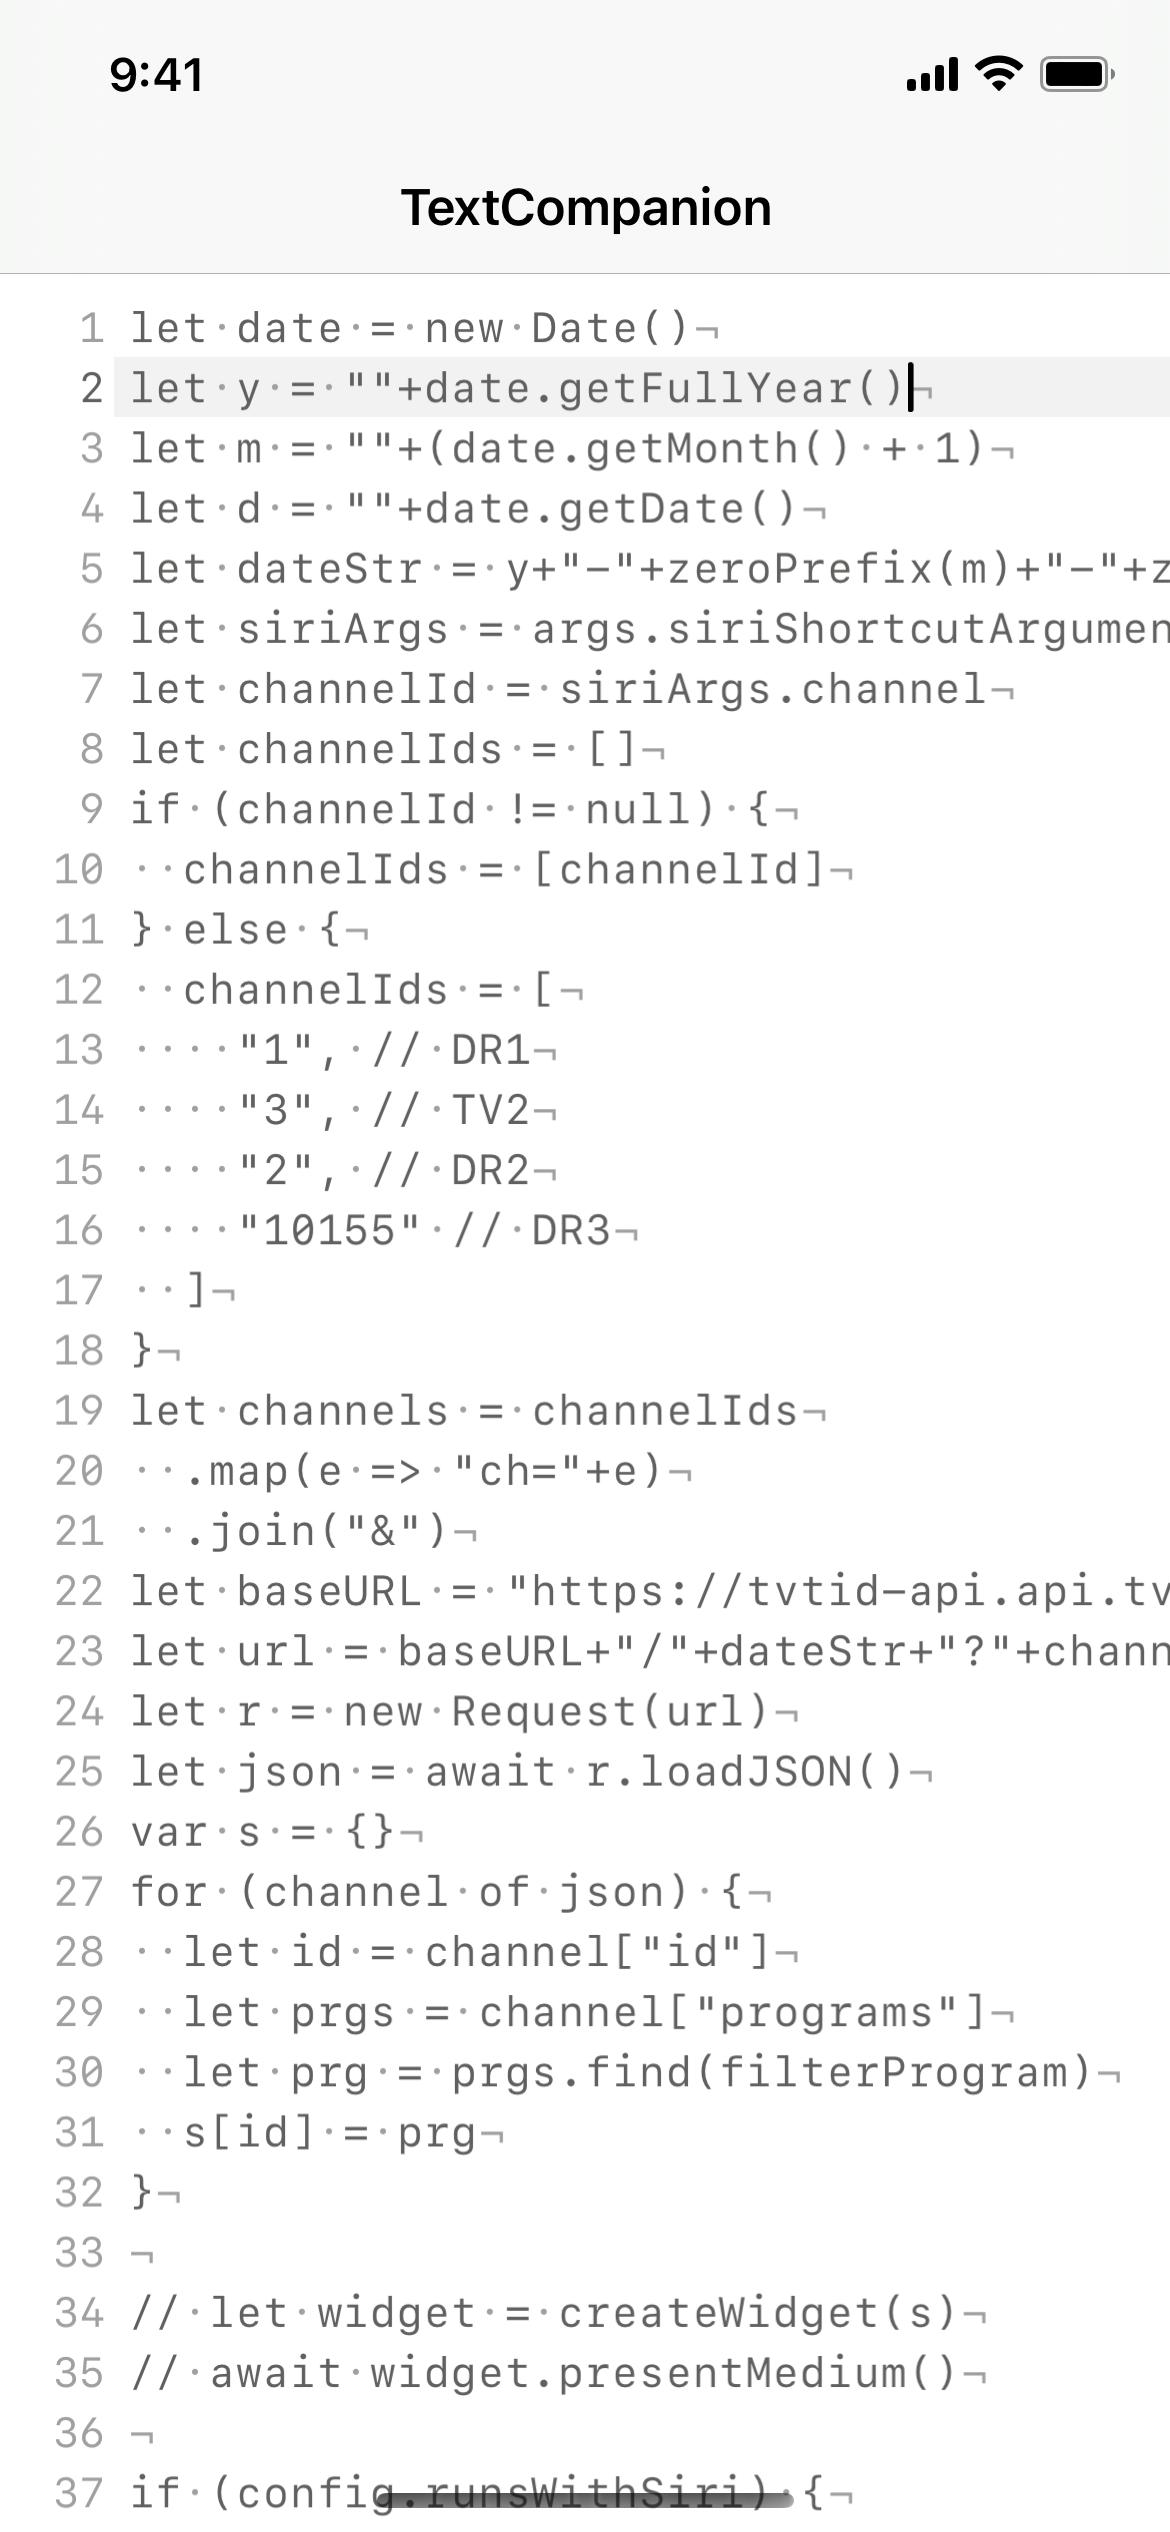 9:41
TextCompanion
1 let·date·=·new·Date()¬
2 let·y·=·""+date.getFullYear()¬
3 let·m·=·""+(date.getMonth()·+·1)¬
4 let·d·=·""+date.getDate()¬
5 let·dateStr·=·y+"-"+zeroPrefix(m)+"-"+z
6 let·siriArgs·=·args.siriShortcutArgumen
7 let·channelId·=·siriArgs.channel¬
8 let·channelIds·=·[]¬
9 if·(channelId·!=·null)·{¬
10 ··channelIds·=·[channelId]¬
11 }·else·{¬
12 ··channelIds·=·[¬
13 ····"1",·//·DR1¬
14 ····"3",·//·TV2¬
15 ····"2",·//·DR2¬
16 ····"10155"·//·DR3¬
17 ··]¬
18 }¬
19 let·channels·=·channelIds¬
20 ··.map(e·=>·"ch="+e)¬
21 ··.join("&")¬
22 let·baseURL·=·"https://tvtid-api.api.tv
23 let·url·=·baseURL+"/"+dateStr+"?"+chann
24 let·r·=·new·Request(url)¬
25 let·json·=·await·r.loadJSON()¬
26 var·s·=·{}¬
27 for·(channel·of·json)·{¬
28 ··let·id·=·channel["id"]¬
29 ··let·prgs·=·channel["programs"]¬
30 ··let·prg·=·prgs.find(filterProgram)¬
31 ··s[id]·=·prg¬
32 }¬
33 ¬
34 //·let·widget·=·createWidget(s)¬
35 //·await·widget.presentMedium()¬
36 ¬
37 if·(config.runsWithSiri)·{¬